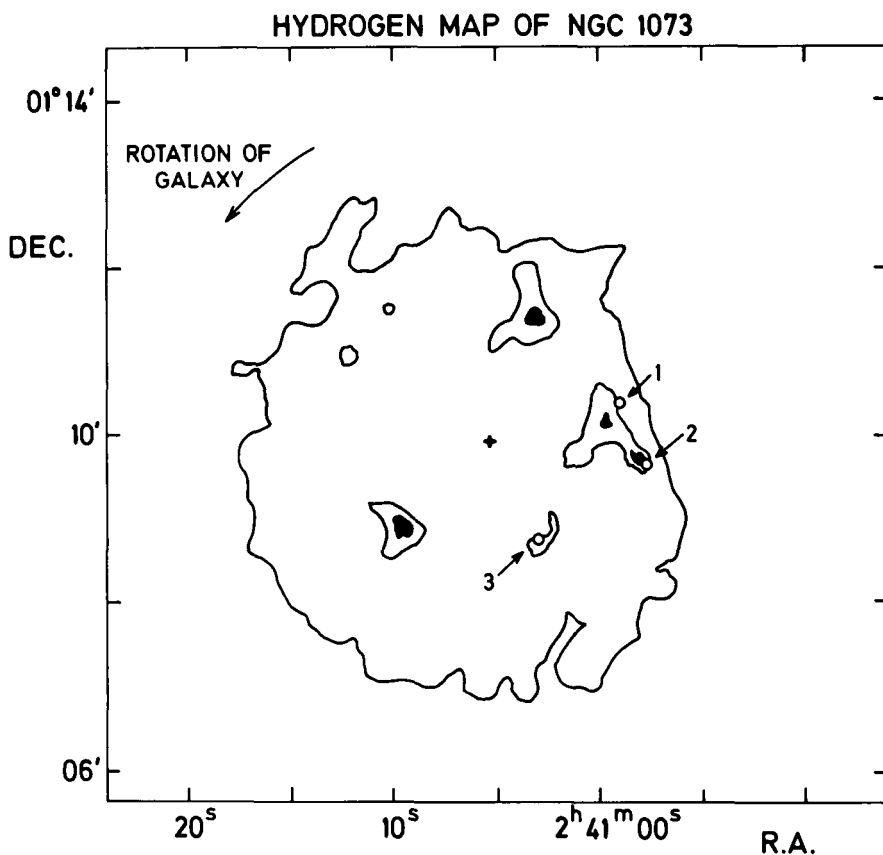 HYDROGEN MAP OF NGC 1073
01°14′
ROTATION OF
GALAXY
DEC.
1
10′
2
3
06′
20ˢ
10ˢ
2ʰ41ᵐ00ˢ
R.A.